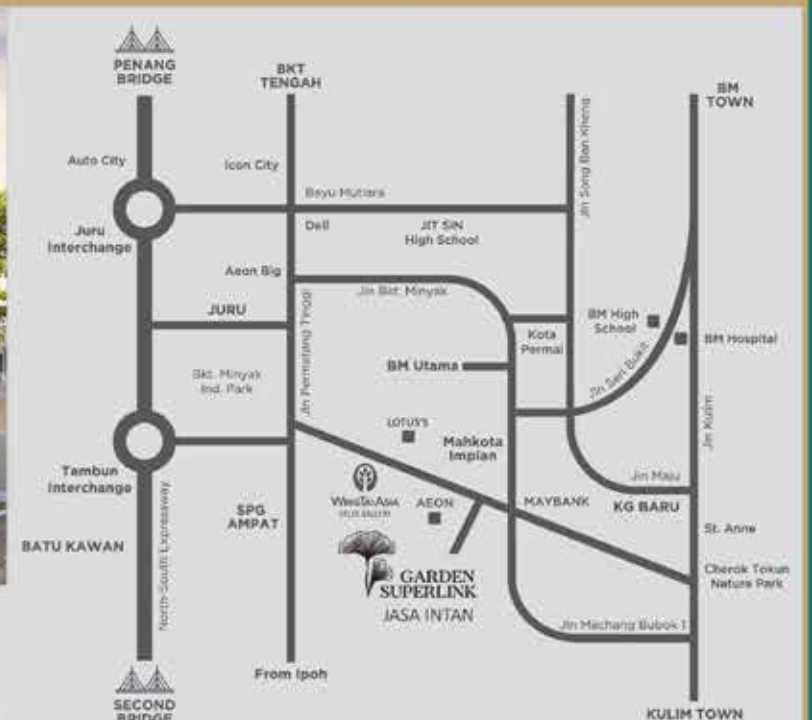 PENANG
BRIDGE
BKT
TENGAH
BM
TOWN
Auto City
Icon City
Jln Song Ban Kheng
Bayu Mutiara
Juru
Interchange
Dell
JIT SIN
High School
Aeon Big
Jln Bkt. Minyak
JURU
Jln Permatang Tinggi
BM High
School
Kota
Permai
BM Hospital
Bkt. Minyak
Ind. Park
BM Utama
Jln Seri Bukit
Jln Kulim
LOTUS'S
Mahkota
Impian
Tambun
Interchange
Jln Maju
WINGTAIASIA
AEON
MAYBANK
KG BARU
SPG
AMPAT
St. Anne
BATU KAWAN
North-South Expressway
GARDEN
SUPERLINK
JASA INTAN
Cherok Tokun
Nature Park
Jln Machang Bubok 1
From Ipoh
SECOND
BRIDGE
KULIM TOWN